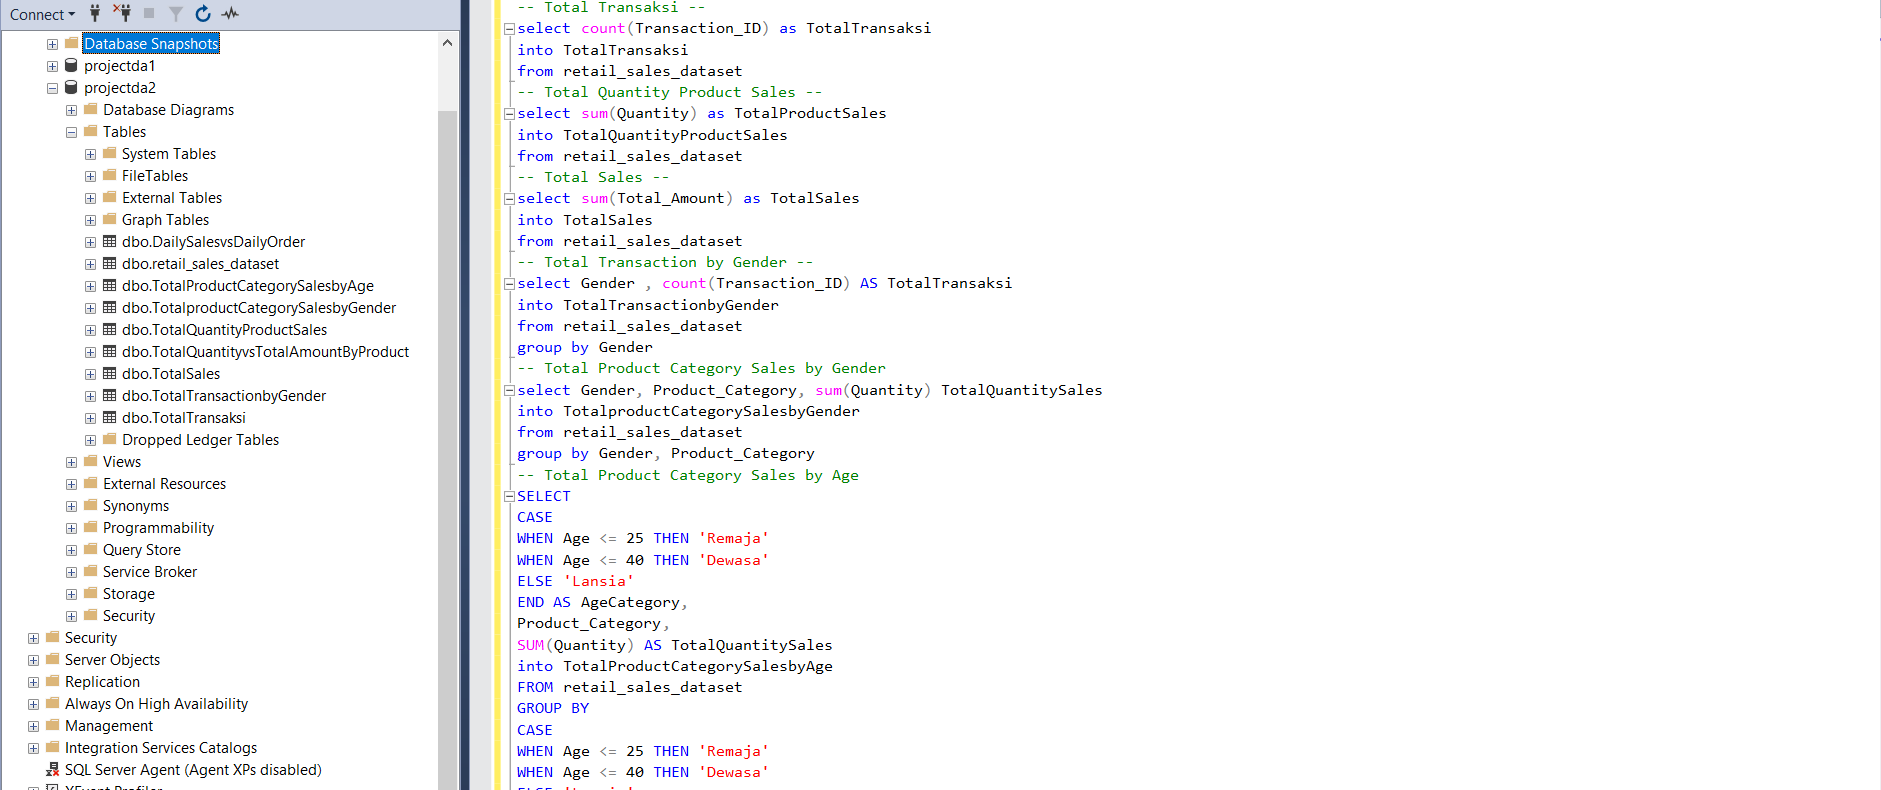 Connect
Database Snapshots
projectda1
projectda2
Database Diagrams
Tables
System Tables
FileTables
External Tables
Graph Tables
dbo.DailySalesvsDailyOrder
dbo.retail_sales_dataset
dbo.TotalProductCategorySalesbyAge
dbo.TotalproductCategorySalesbyGender
dbo.TotalQuantityProductSales
dbo.TotalQuantityvsTotalAmountByProduct
dbo.TotalSales
dbo.TotalTransactionbyGender
dbo.TotalTransaksi
Dropped Ledger Tables
Views
External Resources
Synonyms
Programmability
Query Store
Service Broker
Storage
Security
Security
Server Objects
Replication
Always On High Availability
Management
Integration Services Catalogs
SQL Server Agent (Agent XPs disabled)
XEvent Profiler
-- Total Transaksi --
select count(Transaction_ID) as TotalTransaksi
into TotalTransaksi
from retail_sales_dataset
-- Total Quantity Product Sales --
select sum(Quantity) as TotalProductSales
into TotalQuantityProductSales
from retail_sales_dataset
-- Total Sales --
select sum(Total_Amount) as TotalSales
into TotalSales
from retail_sales_dataset
-- Total Transaction by Gender --
select Gender , count(Transaction_ID) AS TotalTransaksi
into TotalTransactionbyGender
from retail_sales_dataset
group by Gender
-- Total Product Category Sales by Gender
select Gender, Product_Category, sum(Quantity) TotalQuantitySales
into TotalproductCategorySalesbyGender
from retail_sales_dataset
group by Gender, Product_Category
-- Total Product Category Sales by Age
SELECT
CASE
WHEN Age <= 25 THEN 'Remaja'
WHEN Age <= 40 THEN 'Dewasa'
ELSE 'Lansia'
END AS AgeCategory,
Product_Category,
SUM(Quantity) AS TotalQuantitySales
into TotalProductCategorySalesbyAge
FROM retail_sales_dataset
GROUP BY
CASE
WHEN Age <= 25 THEN 'Remaja'
WHEN Age <= 40 THEN 'Dewasa'